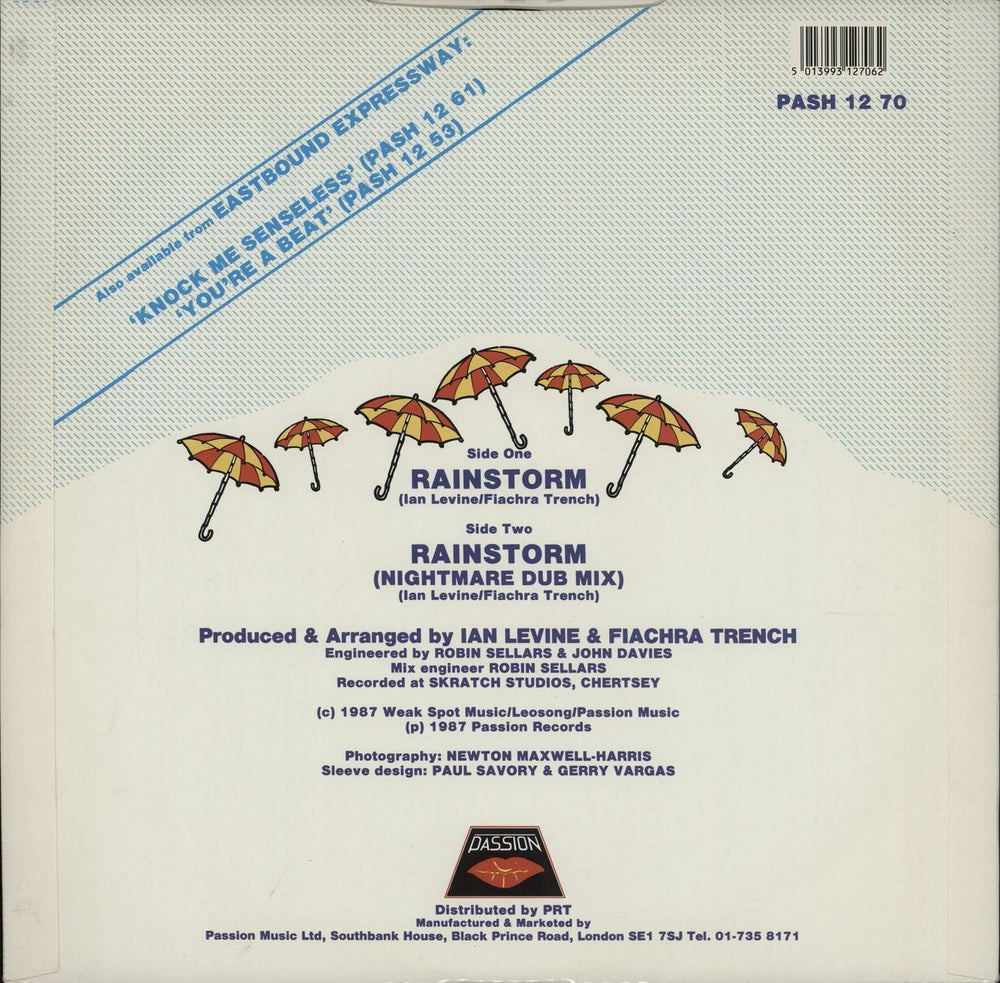 5 013993 127062
PASH 12 70
Also available from EASTBOUND EXPRESSWAY:
'KNOCK ME SENSELESS' (PASH 12 61)
'YOU'RE A BEAT' (PASH 12 53)
Side One
RAINSTORM
(Ian Levine/Fiachra Trench)
Side Two
RAINSTORM
(NIGHTMARE DUB MIX)
(Ian Levine/Fiachra Trench)
Produced & Arranged by IAN LEVINE & FIACHRA TRENCH
Engineered by ROBIN SELLARS & JOHN DAVIES
Mix engineer ROBIN SELLARS
Recorded at SKRATCH STUDIOS, CHERTSEY
(c) 1987 Weak Spot Music/Leosong/Passion Music
(p) 1987 Passion Records
Photography: NEWTON MAXWELL-HARRIS
Sleeve design: PAUL SAVORY & GERRY VARGAS
PASSION
Distributed by PRT
Manufactured & Marketed by
Passion Music Ltd, Southbank House, Black Prince Road, London SE1 7SJ Tel. 01-735 8171